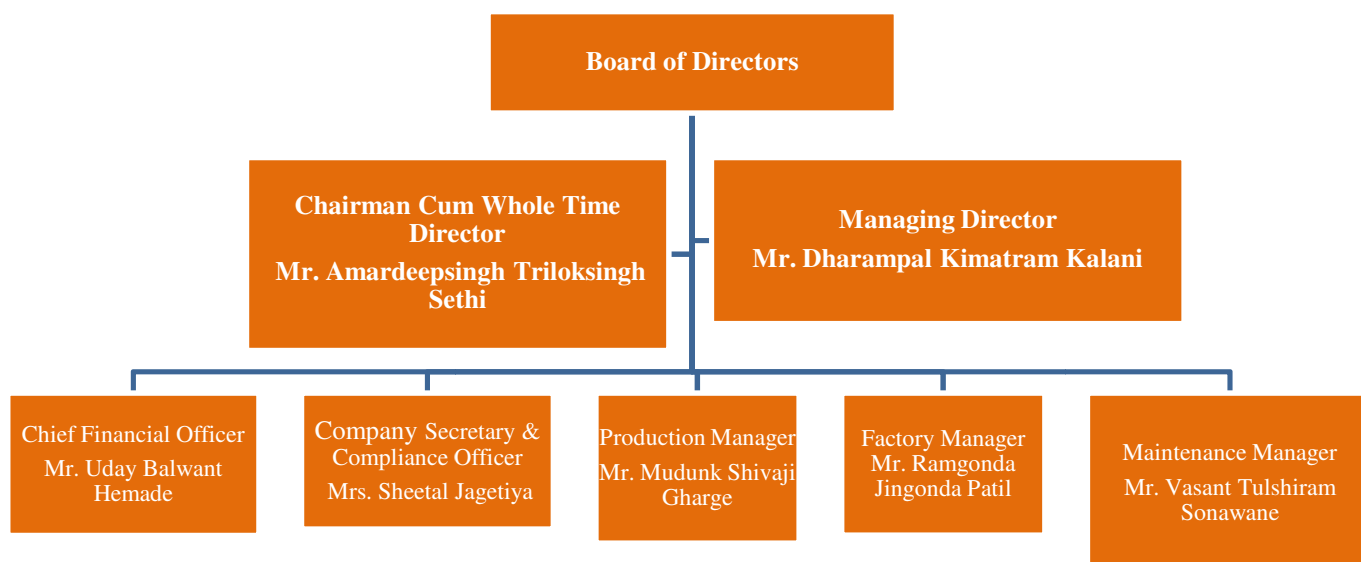 Board of Directors
Chairman Cum Whole Time
Director
Mr. Amardeepsingh Triloksingh
Sethi
Managing Director
Mr. Dharampal Kimatram Kalani
Chief Financial Officer
Mr. Uday Balwant
Hemade
Company Secretary &
Compliance Officer
Mrs. Sheetal Jagetiya
Production Manager
Mr. Mudunk Shivaji
Gharge
Factory Manager
Mr. Ramgonda
Jingonda Patil
Maintenance Manager
Mr. Vasant Tulshiram
Sonawane